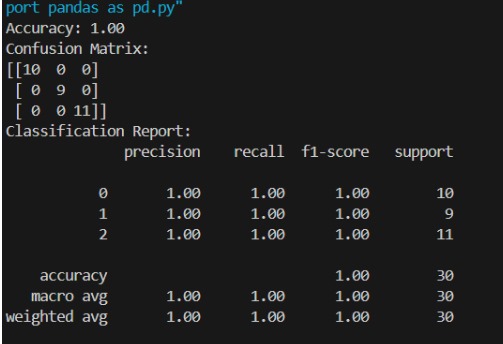 port pandas as pd.py"
Accuracy: 1.00
Confusion Matrix:
[[10  0  0]
 [ 0  9  0]
 [ 0  0 11]]
Classification Report:
              precision    recall  f1-score   support

           0       1.00      1.00      1.00        10
           1       1.00      1.00      1.00         9
           2       1.00      1.00      1.00        11

    accuracy                           1.00        30
   macro avg       1.00      1.00      1.00        30
weighted avg       1.00      1.00      1.00        30